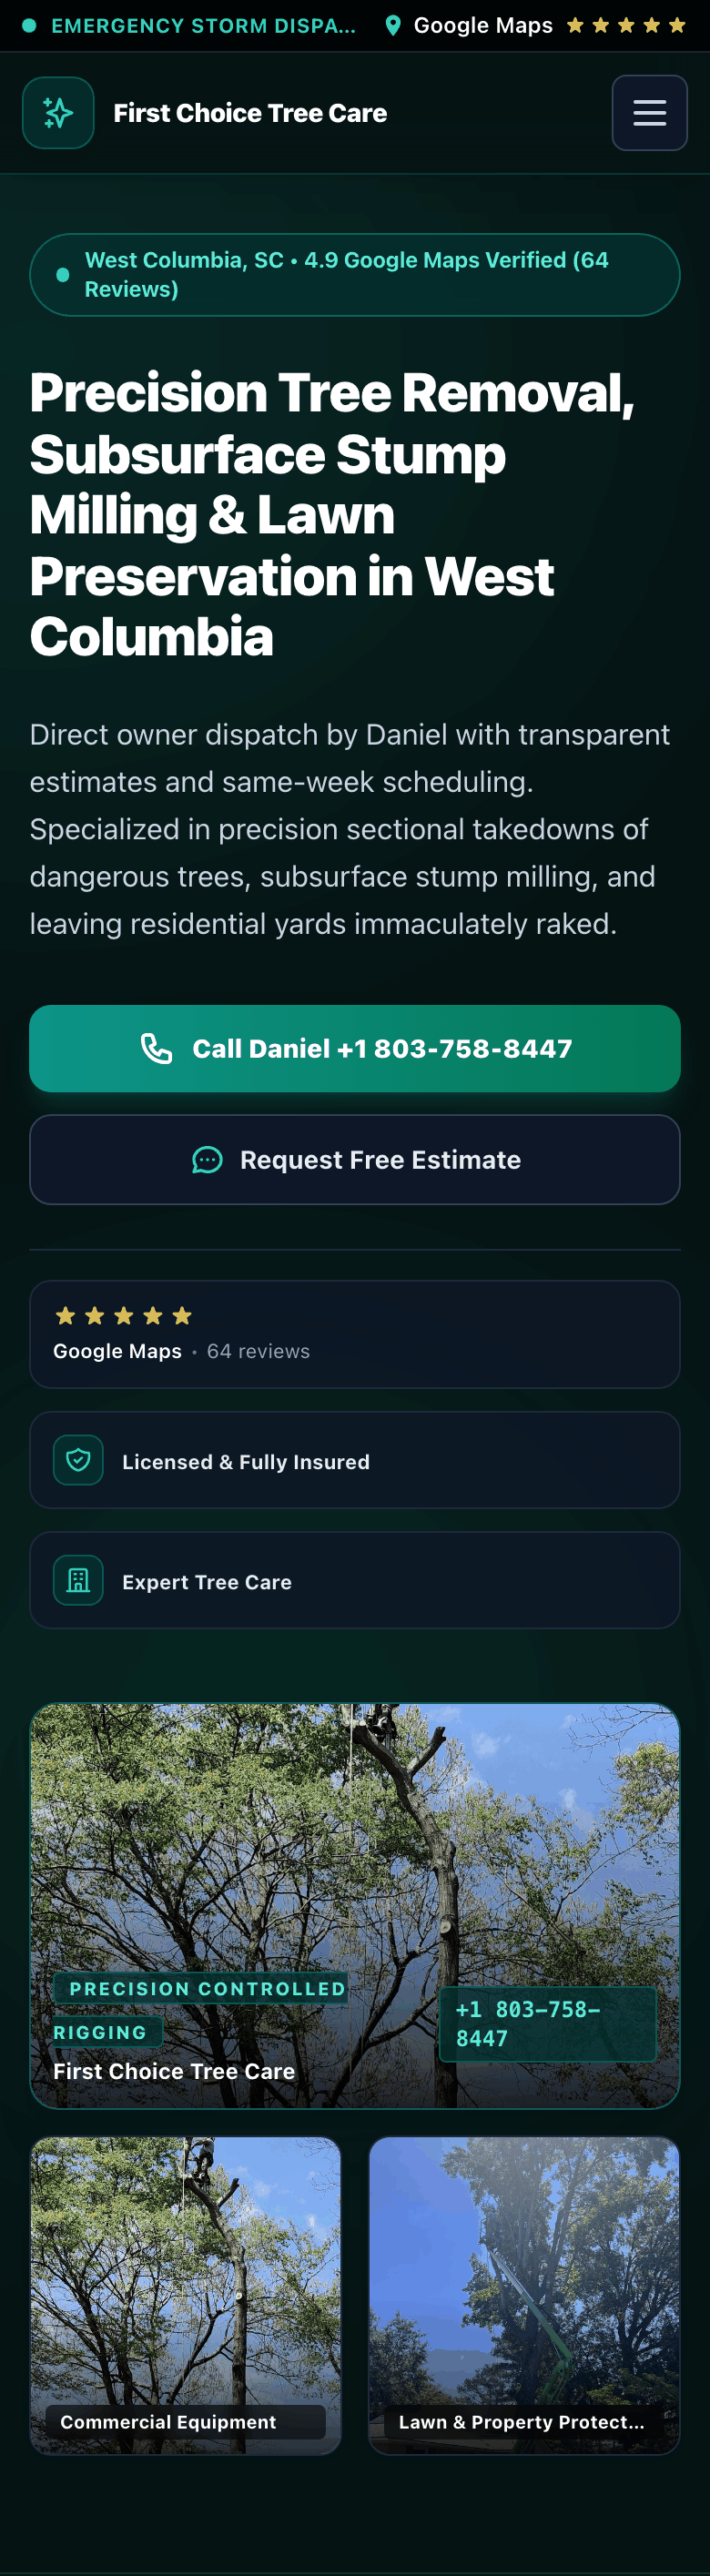 EMERGENCY STORM DISPA...
Google Maps
First Choice Tree Care
West Columbia, SC • 4.9 Google Maps Verified (64
Reviews)
Precision Tree Removal,
Subsurface Stump
Milling & Lawn
Preservation in West
Columbia
Direct owner dispatch by Daniel with transparent
estimates and same-week scheduling.
Specialized in precision sectional takedowns of
dangerous trees, subsurface stump milling, and
leaving residential yards immaculately raked.
Call Daniel +1 803-758-8447
Request Free Estimate
Google Maps • 64 reviews
Licensed & Fully Insured
Expert Tree Care
PRECISION CONTROLLED
RIGGING
First Choice Tree Care
+1 803-758-
8447
Commercial Equipment
Lawn & Property Protect...